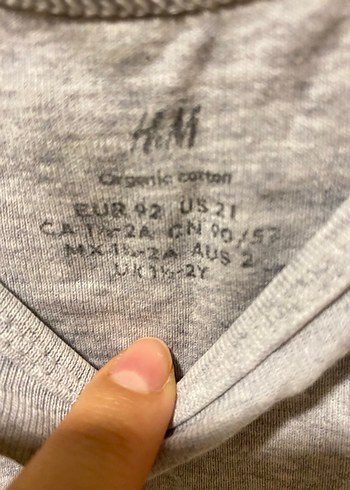 H&M
Organic cotton
EUR 92 US 2T
CA 1½-2A CN 90/52
MX 1½-2A AUS 2
UK 1½-2Y